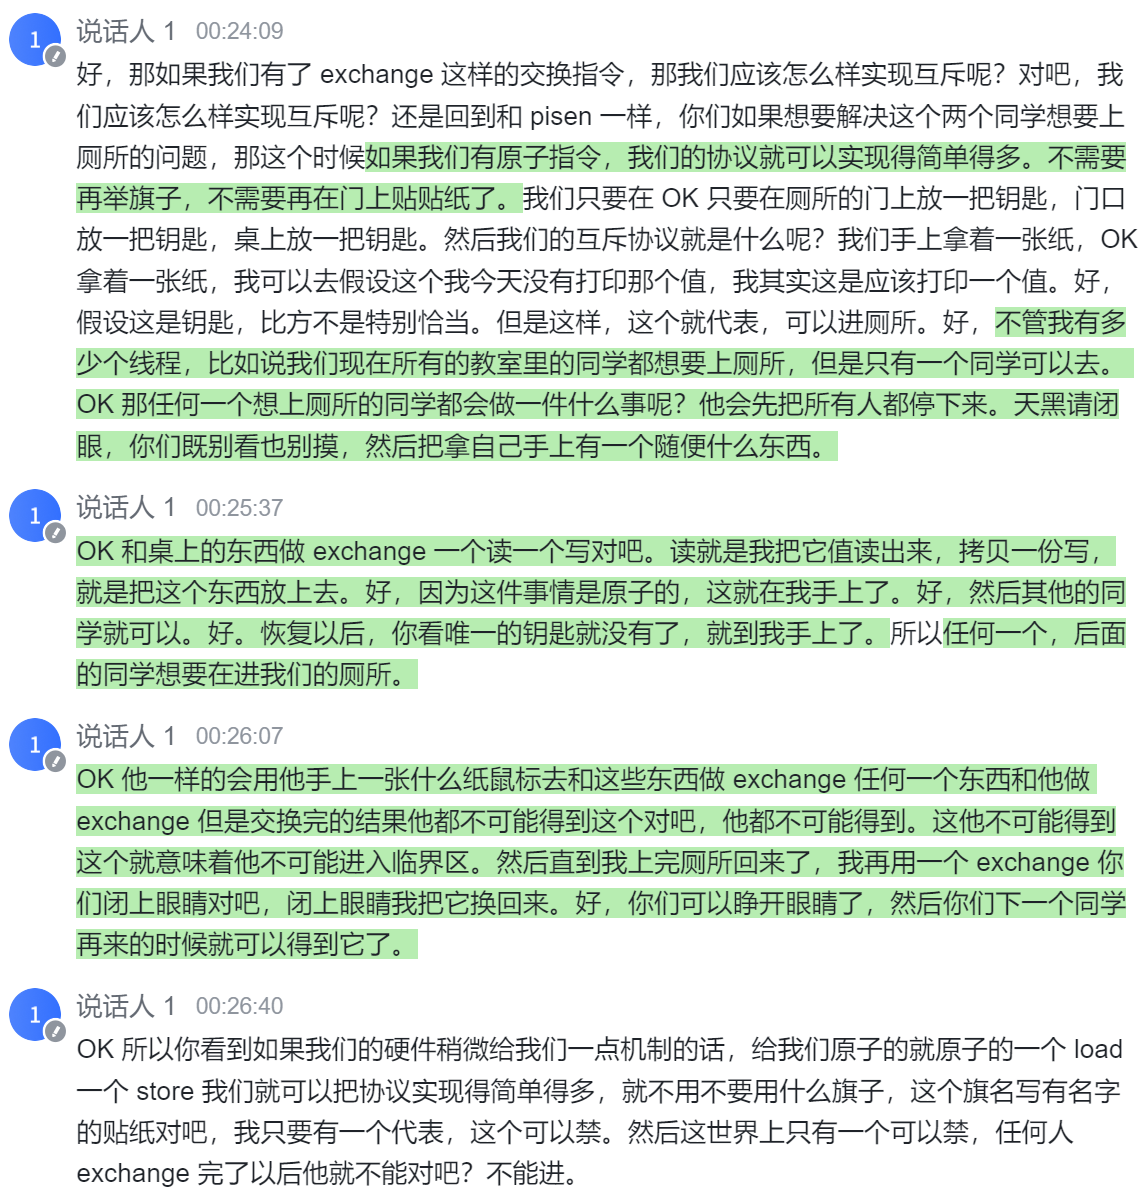 1
说话人 1 00:24:09
好，那如果我们有了 exchange 这样的交换指令，那我们应该怎么样实现互斥呢？对吧，我
们应该怎么样实现互斥呢？还是回到和 pisen 一样，你们如果想要解决这个两个同学想要上
厕所的问题，那这个时候如果我们有原子指令，我们的协议就可以实现得简单得多。不需要
再举旗子，不需要再在门上贴贴纸了。我们只要在 OK 只要在厕所的门上放一把钥匙，门口
放一把钥匙，桌上放一把钥匙。然后我们的互斥协议就是什么呢？我们手上拿着一张纸，OK
拿着一张纸，我可以去假设这个我今天没有打印那个值，我其实这是应该打印一个值。好，
假设这是钥匙，比方不是特别恰当。但是这样，这个就代表，可以进厕所。好，不管我有多
少个线程，比如说我们现在所有的教室里的同学都想要上厕所，但是只有一个同学可以去。
OK 那任何一个想上厕所的同学都会做一件什么事呢？他会先把所有人都停下来。天黑请闭
眼，你们既别看也别摸，然后把拿自己手上有一个随便什么东西。
1
说话人 1 00:25:37
OK 和桌上的东西做 exchange 一个读一个写对吧。读就是我把它值读出来，拷贝一份写，
就是把这个东西放上去。好，因为这件事情是原子的，这就在我手上了。好，然后其他的同
学就可以。好。恢复以后，你看唯一的钥匙就没有了，就到我手上了。所以任何一个，后面
的同学想要在进我们的厕所。
1
说话人 1 00:26:07
OK 他一样的会用他手上一张什么纸鼠标去和这些东西做 exchange 任何一个东西和他做
exchange 但是交换完的结果他都不可能得到这个对吧，他都不可能得到。这他不可能得到
这个就意味着他不可能进入临界区。然后直到我上完厕所回来了，我再用一个 exchange 你
们闭上眼睛对吧，闭上眼睛我把它换回来。好，你们可以睁开眼睛了，然后你们下一个同学
再来的时候就可以得到它了。
1
说话人 1 00:26:40
OK 所以你看到如果我们的硬件稍微给我们一点机制的话，给我们原子的就原子的一个 load
一个 store 我们就可以把协议实现得简单得多，就不用不要用什么旗子，这个旗名写有名字
的贴纸对吧，我只要有一个代表，这个可以禁。然后这世界上只有一个可以禁，任何人
exchange 完了以后他就不能对吧？不能进。